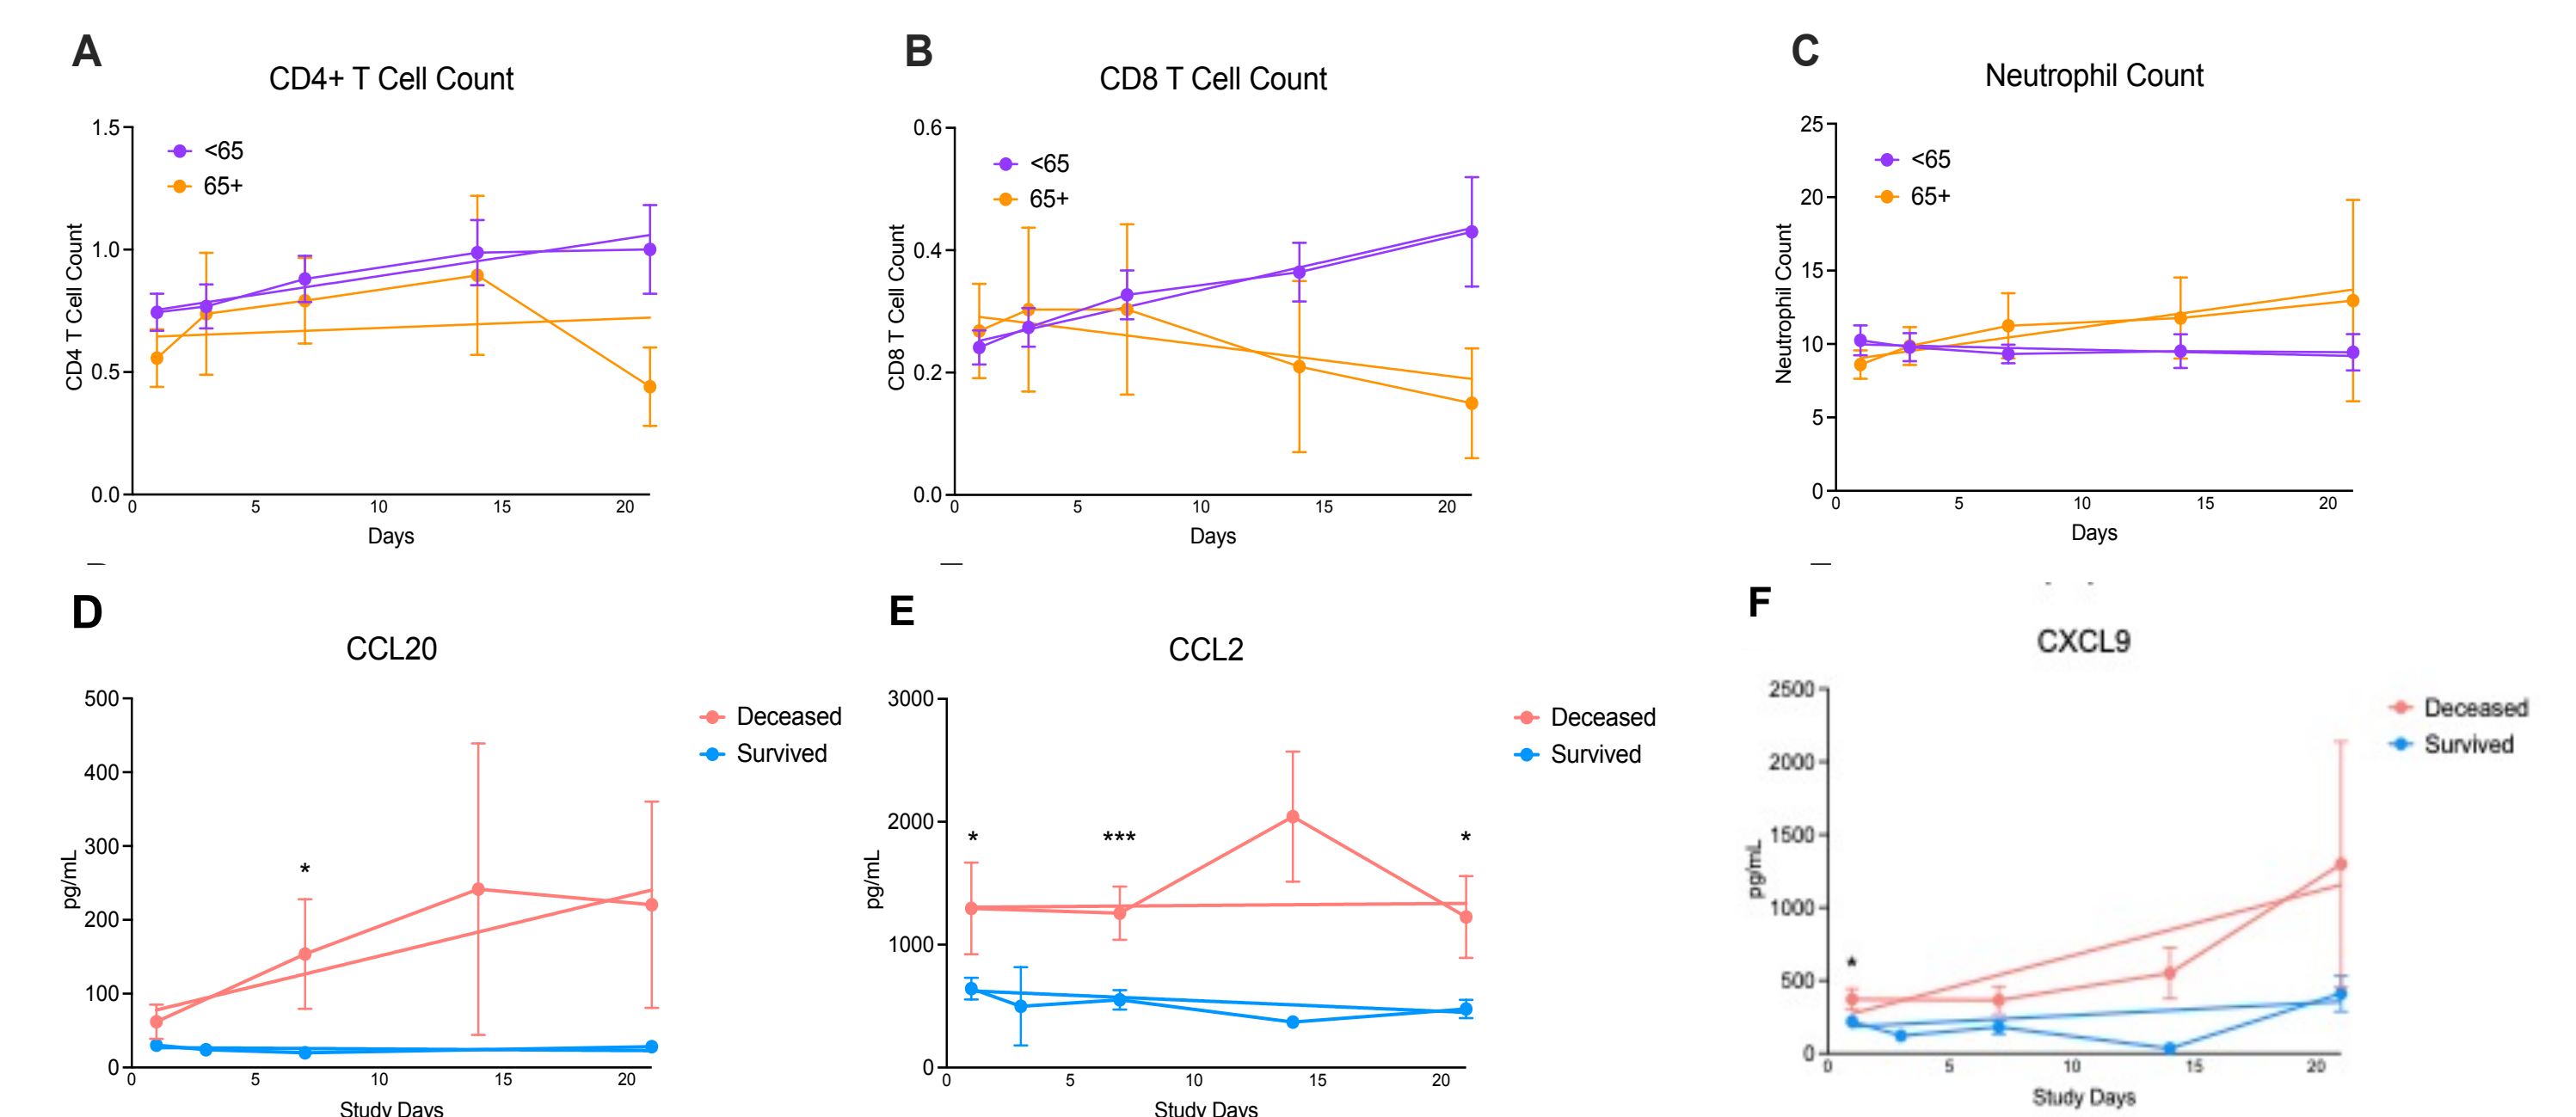 A
CD4+ T Cell Count
1.5
1.0
0.5
0.0
CD4 T Cell Count
<65
65+
0 5 10 15 20
Days
B
CD8 T Cell Count
0.6
0.4
0.2
0.0
CD8 T Cell Count
<65
65+
0 5 10 15 20
Days
C
Neutrophil Count
25
20
15
10
5
0
Neutrophil Count
<65
65+
0 5 10 15 20
Days
D
CCL20
500
400
300
200
100
0
pg/mL
*
Deceased
Survived
0 5 10 15 20
Study Days
E
CCL2
3000
2000
1000
0
pg/mL
* *** *
Deceased
Survived
0 5 10 15 20
Study Days
F
CXCL9
2500
2000
1500
1000
500
0
pg/mL
*
Deceased
Survived
0 5 10 15 20
Study Days